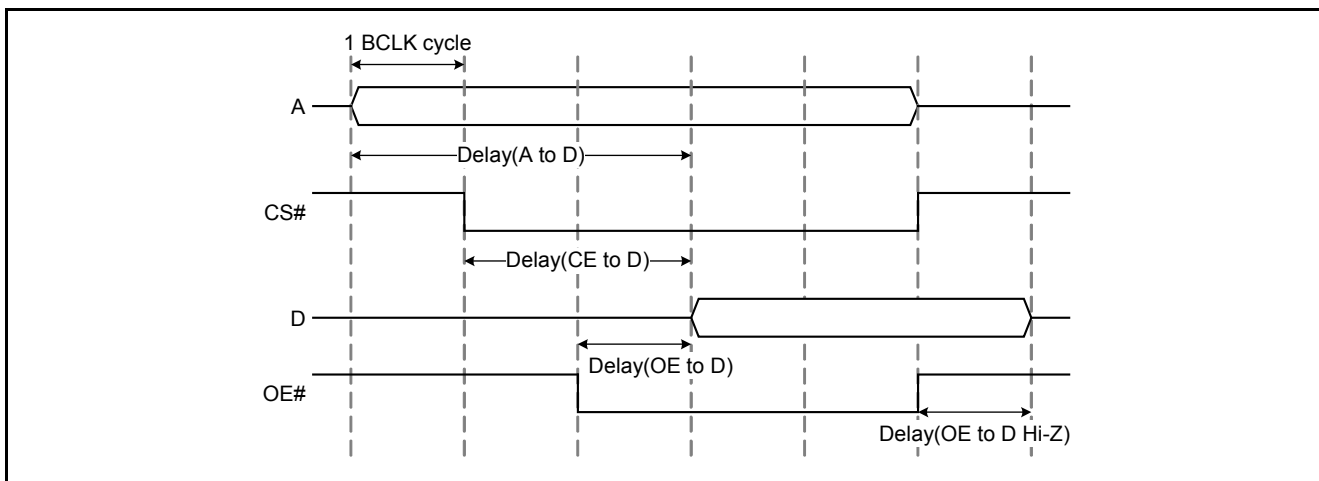 1 BCLK cycle
A
Delay(A to D)
CS#
Delay(CE to D)
D
Delay(OE to D)
OE#
Delay(OE to D Hi-Z)